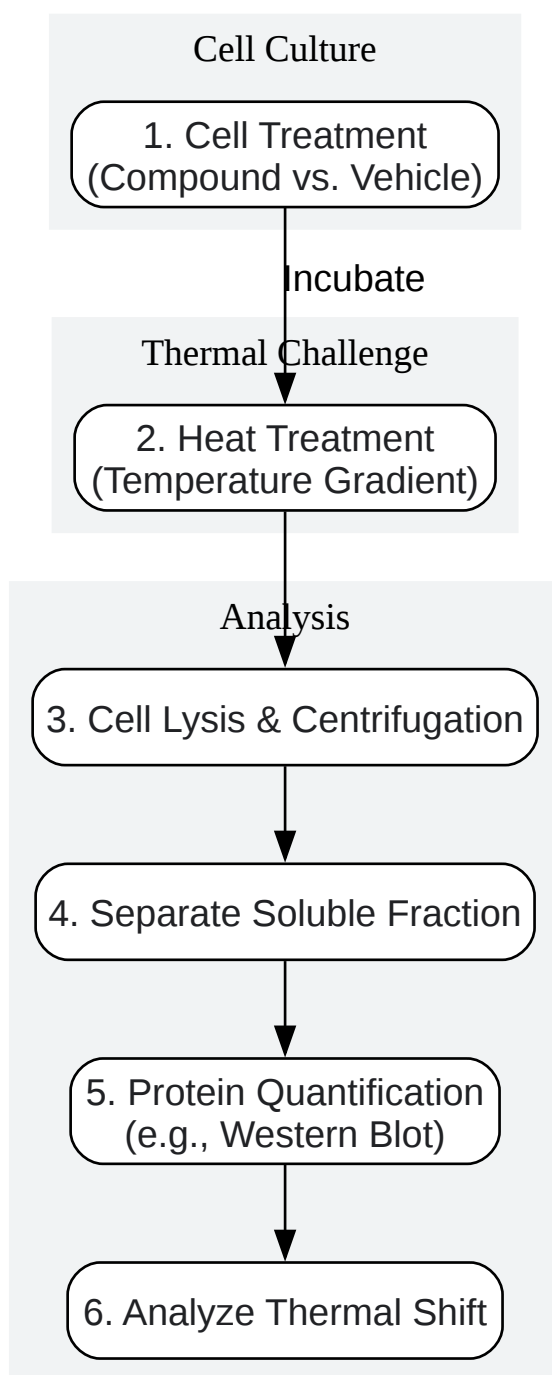 Cell Culture
1. Cell Treatment
(Compound vs. Vehicle)
Incubate
Thermal Challenge
2. Heat Treatment
(Temperature Gradient)
Analysis
3. Cell Lysis & Centrifugation
4. Separate Soluble Fraction
5. Protein Quantification
(e.g., Western Blot)
6. Analyze Thermal Shift